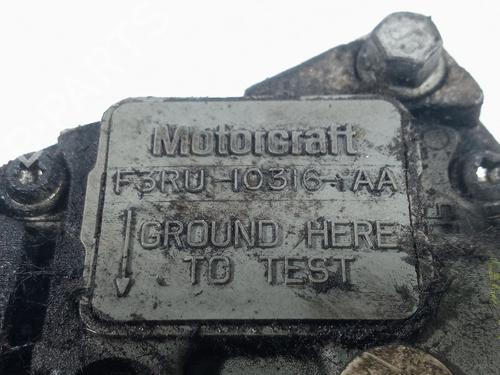 Motorcraft
F3RU-10316-AA
GROUND HERE
TO TEST